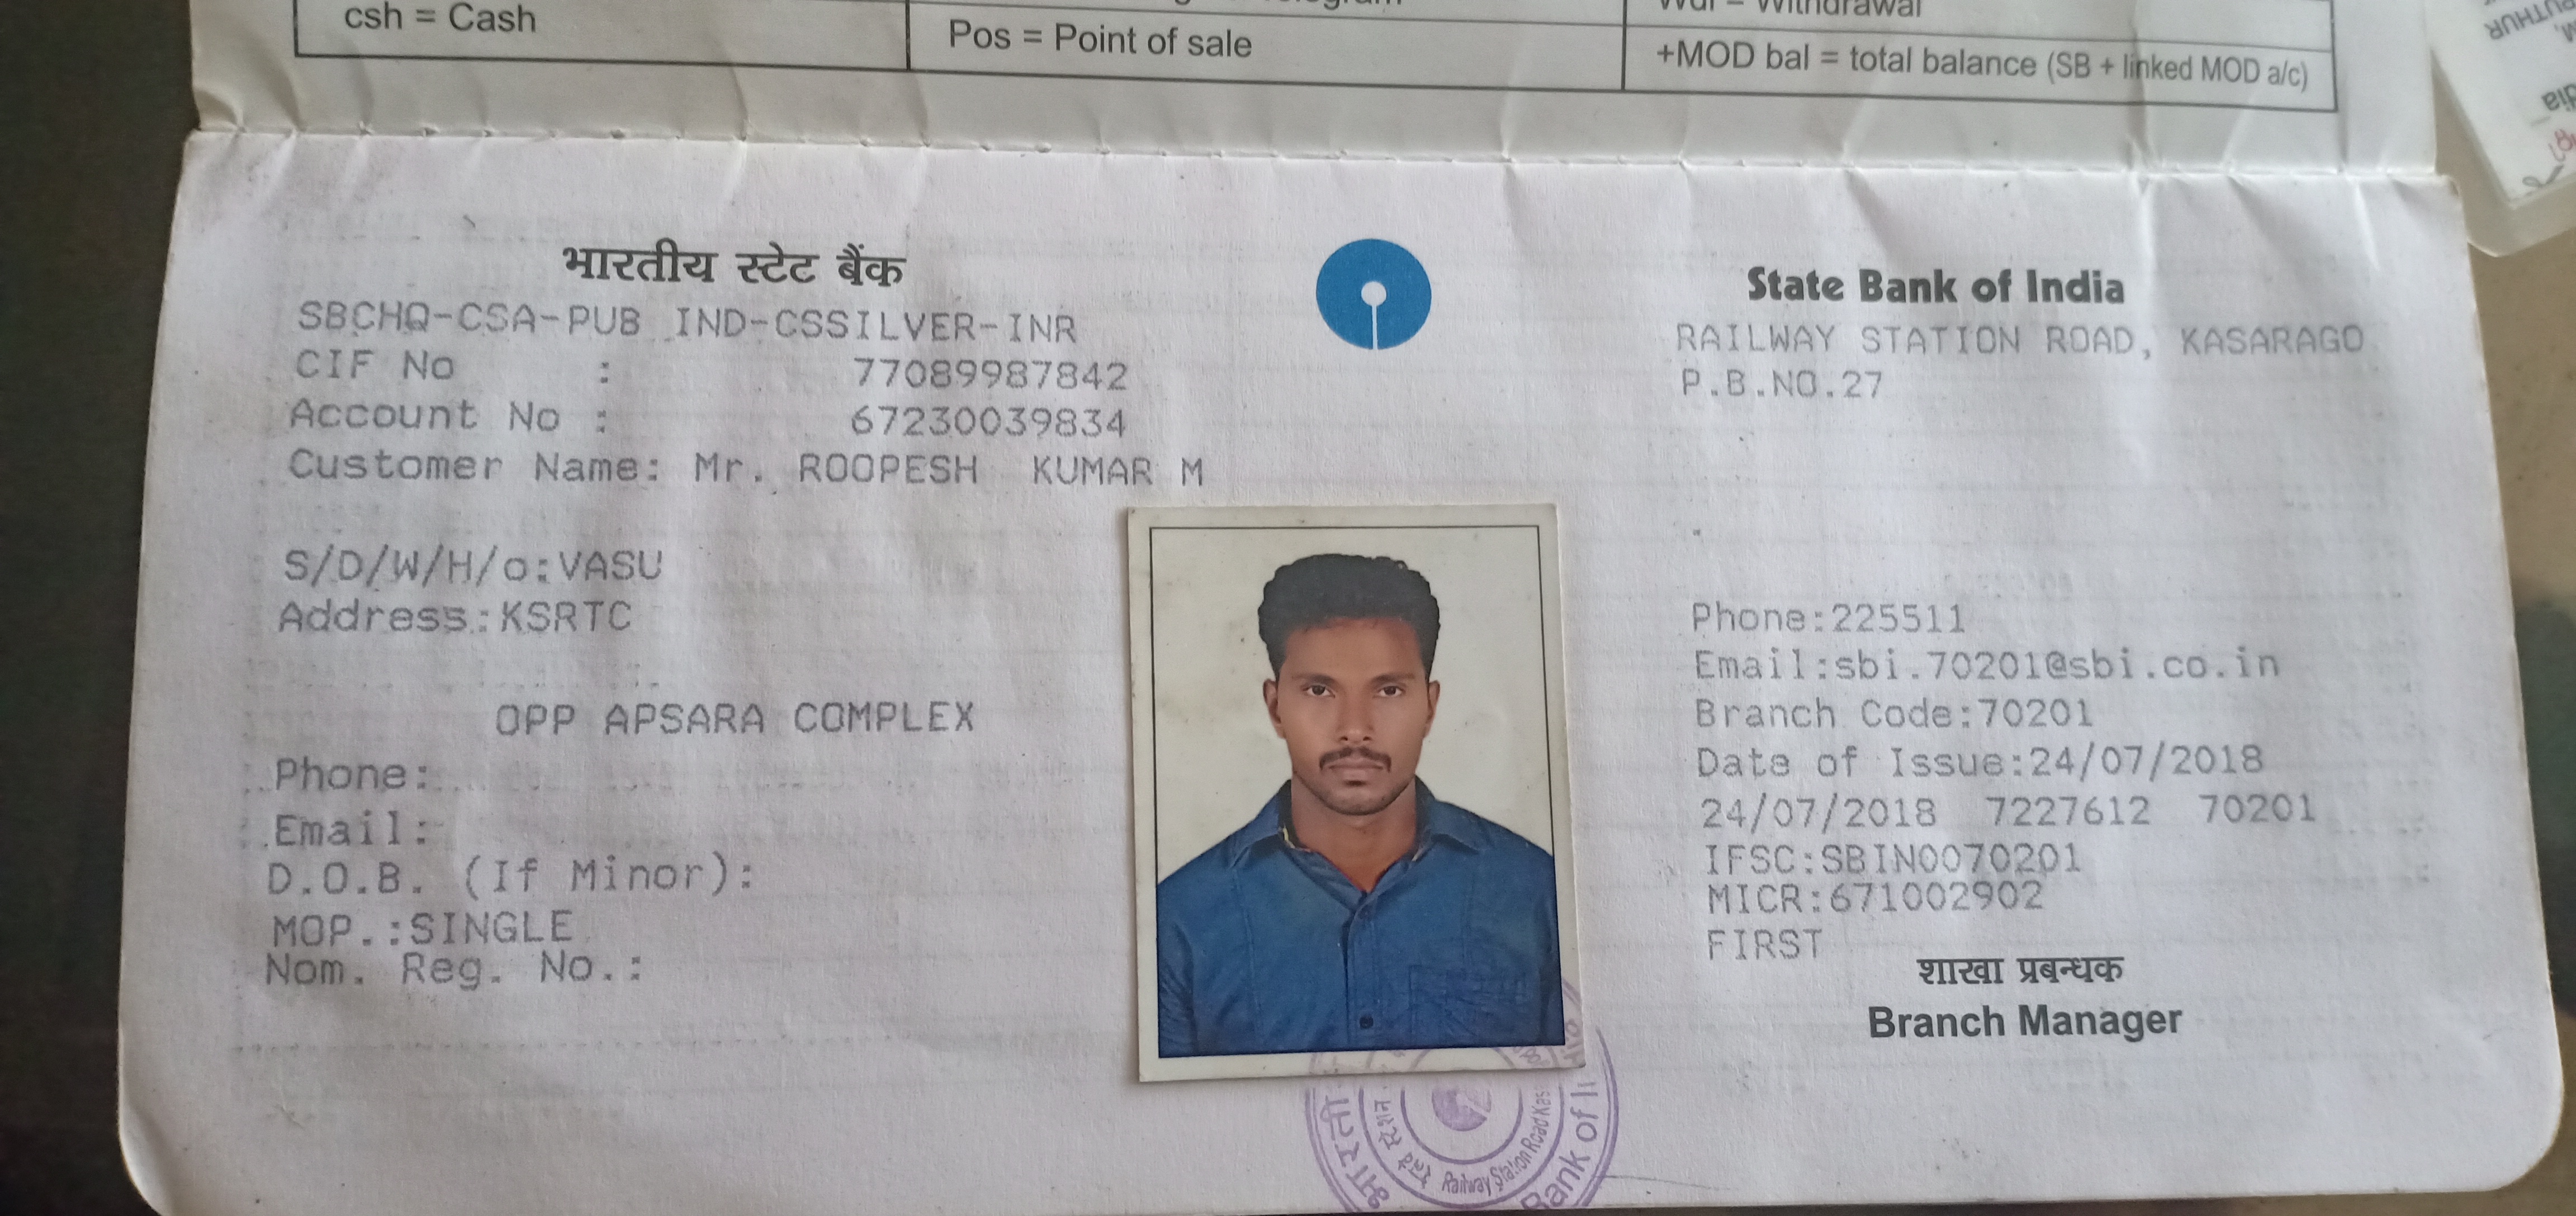 csh = Cash
Pos = Point of sale
Wdl = Withdrawal
+MOD bal = total balance (SB + linked MOD a/c)
भारतीय स्टेट बैंक
SBCHQ-CSA-PUB IND-CSSILVER-INR
CIF No : 77089987842
Account No : 67230039834
Customer Name: Mr. ROOPESH KUMAR M
S/D/W/H/o:VASU
Address:KSRTC
OPP APSARA COMPLEX
Phone:
Email:
D.O.B. (If Minor):
MOP.:SINGLE
Nom. Reg. No.:
State Bank of India
RAILWAY STATION ROAD, KASARAGO
P.B.NO.27
Phone:225511
Email:sbi.70201@sbi.co.in
Branch Code:70201
Date of Issue:24/07/2018
24/07/2018 7227612 70201
IFSC:SBIN0070201
MICR:671002902
FIRST
शाखा प्रबन्धक
Branch Manager
भारती
Railway Station Road Kas
Bank of